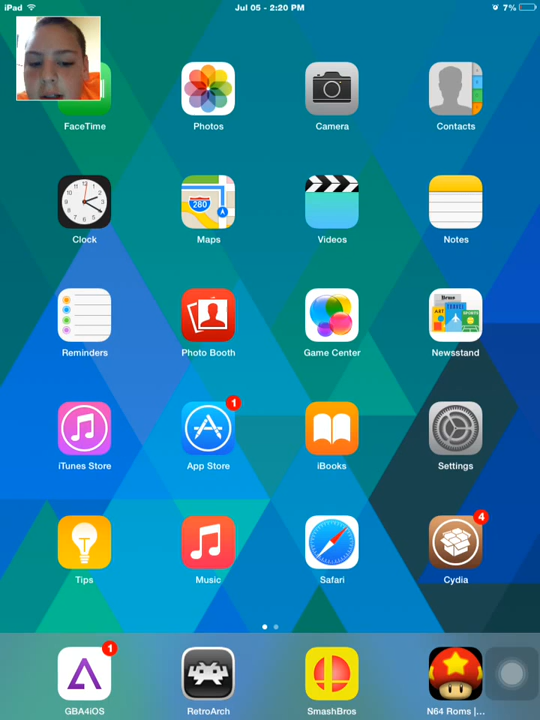 iPad Jul 05 - 2:20 PM 7%
FaceTime Photos Camera Contacts
280
Clock Maps Videos Notes
Reminders Photo Booth Game Center Newsstand
1
iTunes Store App Store iBooks Settings
4
Tips Music Safari Cydia
1
GBA4iOS RetroArch SmashBros N64 Roms |...